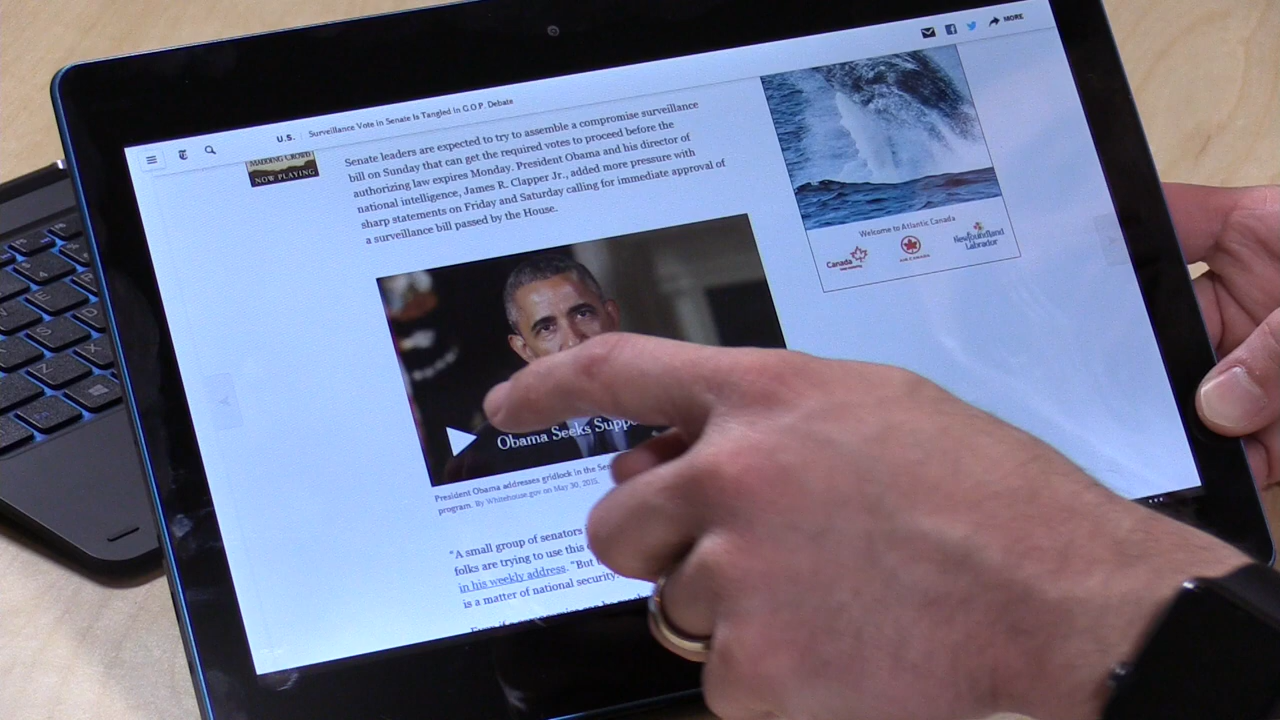 MORE
U.S. Surveillance Vote in Senate Is Tangled in G.O.P. Debate
MADDING CROWD
NOW PLAYING
Senate leaders are expected to try to assemble a compromise surveillance
bill on Sunday that can get the required votes to proceed before the
authorizing law expires Monday. President Obama and his director of
national intelligence, James R. Clapper Jr., added more pressure with
sharp statements on Friday and Saturday calling for immediate approval of
a surveillance bill passed by the House.
Welcome to Atlantic Canada
Canada
AIR CANADA
Newfoundland
Labrador
Obama Seeks
President Obama addresses gridlock in the
program. By Whitehouse.gov on May 30, 2015.
“A small group of senators
folks are trying to use this
in his weekly address. “But
is a matter of national security.
E
R
D
X
Z
4